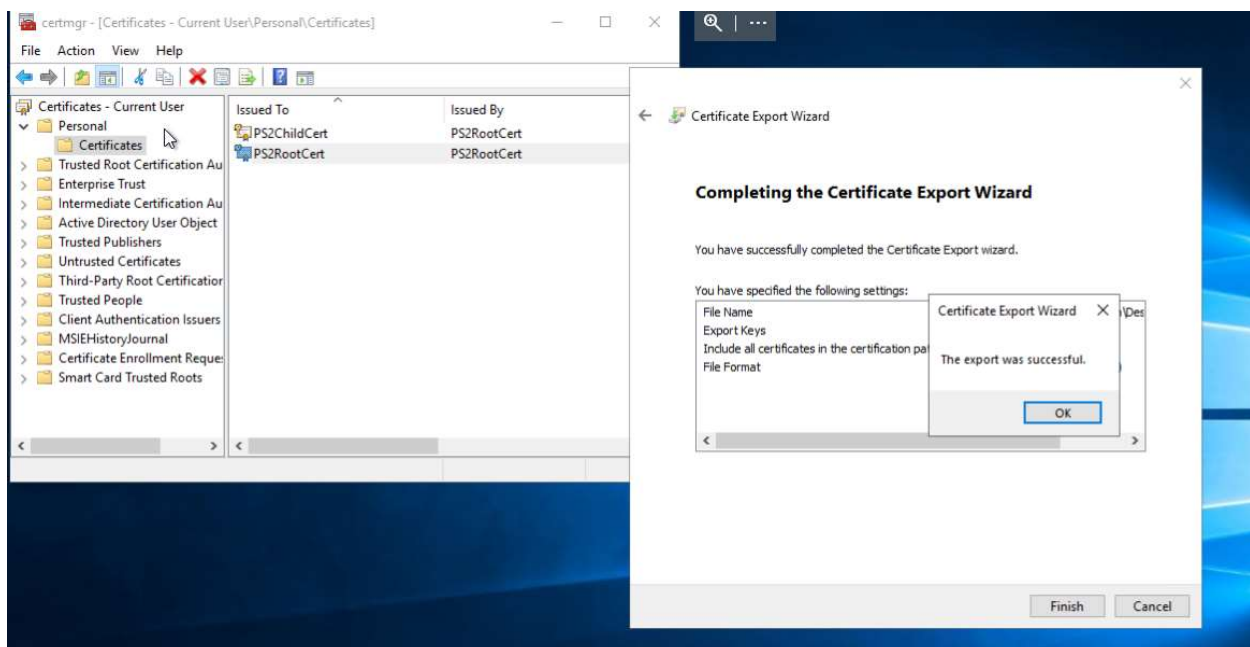 certmgr - [Certificates - Current User\Personal\Certificates]
File Action View Help
Certificates - Current User
Personal
Certificates
Trusted Root Certification Au
Enterprise Trust
Intermediate Certification Au
Active Directory User Object
Trusted Publishers
Untrusted Certificates
Third-Party Root Certification
Trusted People
Client Authentication Issuers
MSIEHistoryJournal
Certificate Enrollment Reque
Smart Card Trusted Roots
Issued To Issued By
PS2ChildCert PS2RootCert
PS2RootCert PS2RootCert
Certificate Export Wizard
Completing the Certificate Export Wizard
You have successfully completed the Certificate Export wizard.
You have specified the following settings:
File Name \Des
Export Keys
Include all certificates in the certification pa
File Format
Certificate Export Wizard
The export was successful.
OK
Finish Cancel